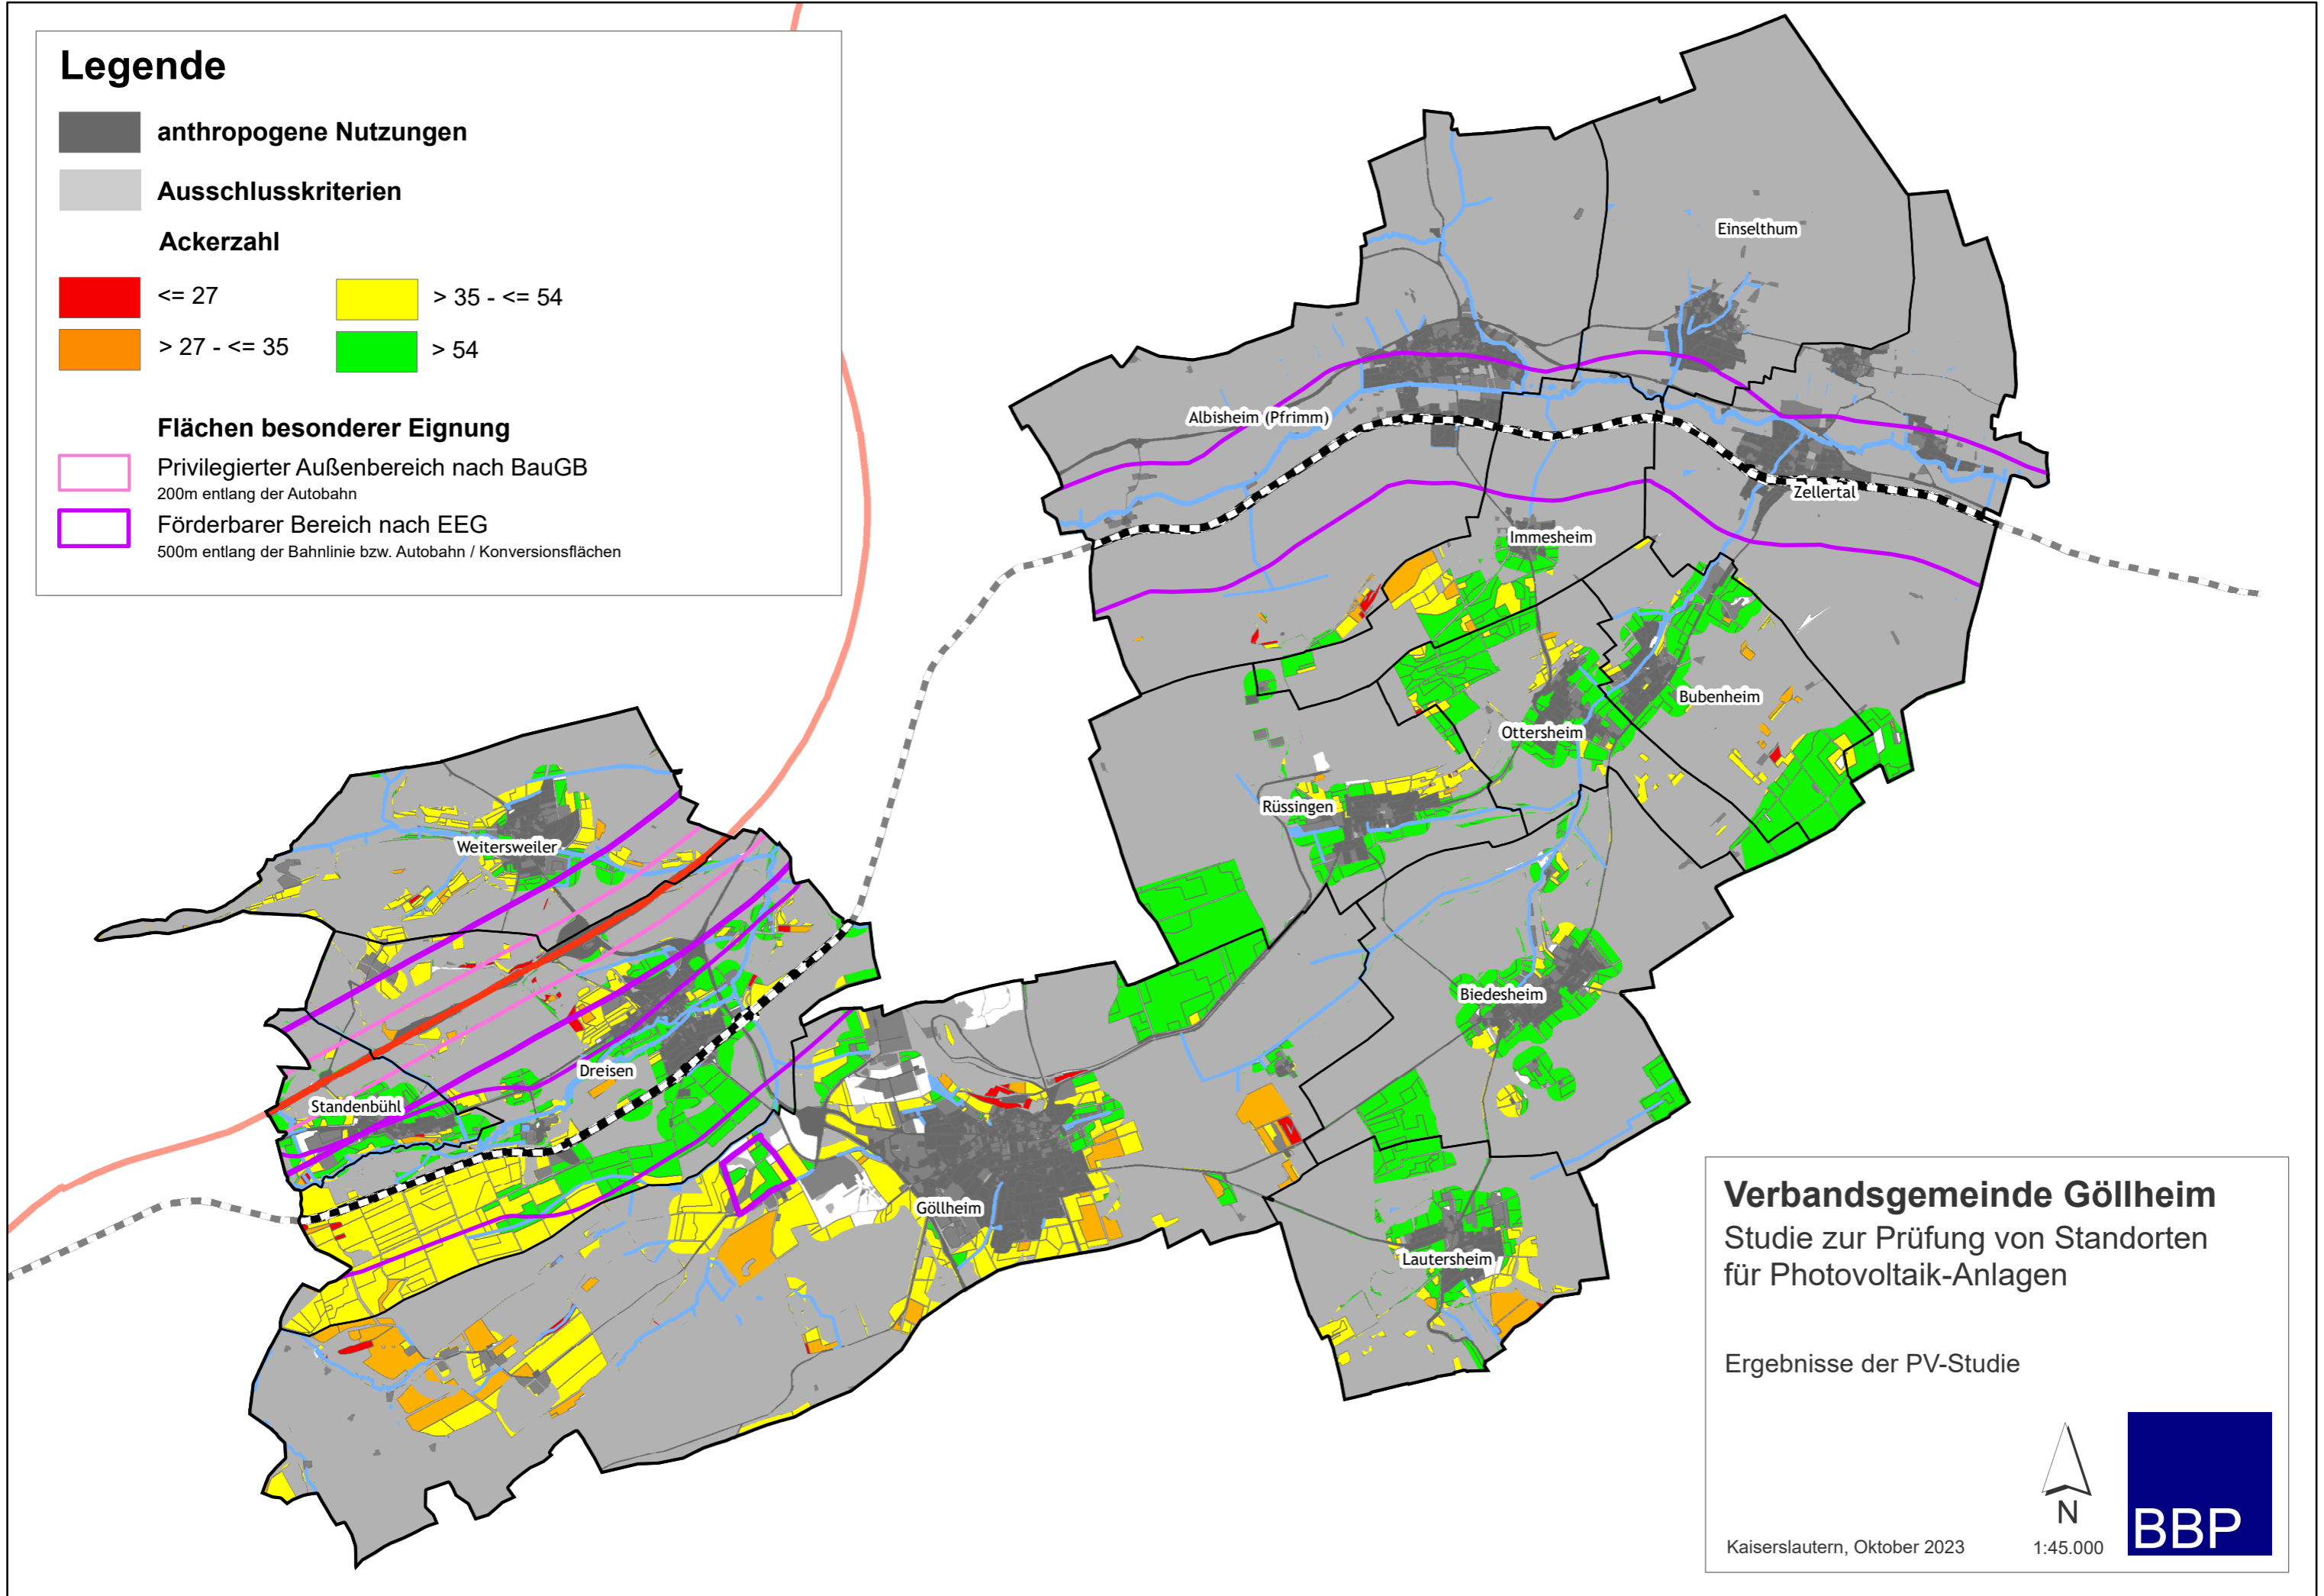 Legende
anthropogene Nutzungen
Ausschlusskriterien
Ackerzahl
<= 27
> 35 - <= 54
> 27 - <= 35
> 54
Flächen besonderer Eignung
Privilegierter Außenbereich nach BauGB
200m entlang der Autobahn
Förderbarer Bereich nach EEG
500m entlang der Bahnlinie bzw. Autobahn / Konversionsflächen
Einselthum
Albisheim (Pfrimm)
Zellertal
Immesheim
Bubenheim
Ottersheim
Rüssingen
Weitersweiler
Biedesheim
Dreisen
Standenbühl
Göllheim
Lautersheim
Verbandsgemeinde Göllheim
Studie zur Prüfung von Standorten
für Photovoltaik-Anlagen
Ergebnisse der PV-Studie
Kaiserslautern, Oktober 2023
N
1:45.000
BBP